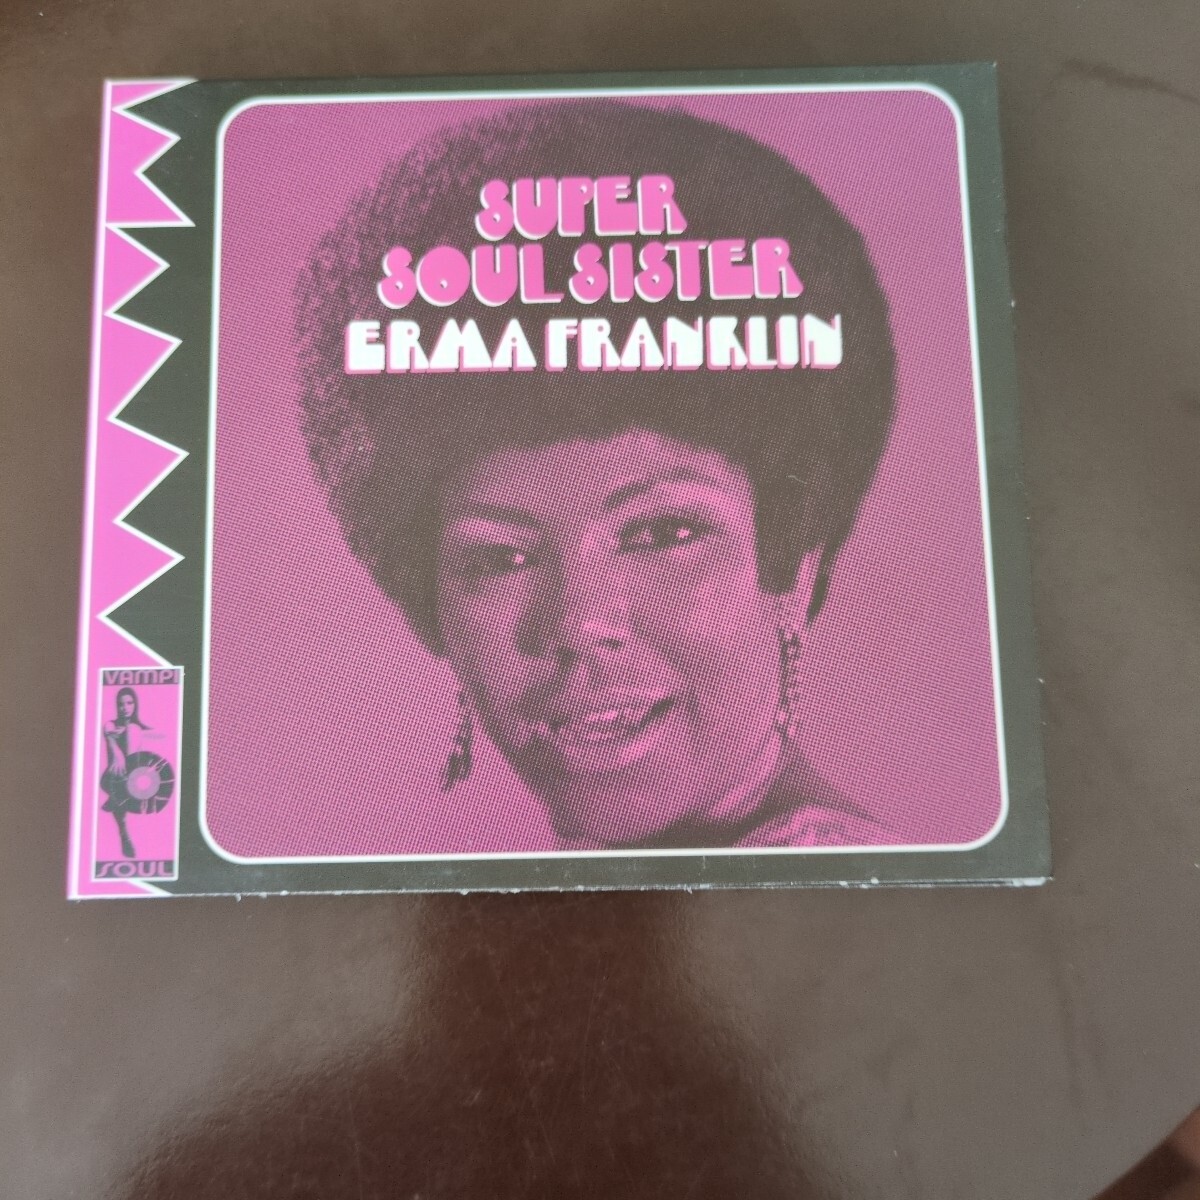 SUPER
SOUL SISTER
ERMA FRANKLIN
VAMPI
SOUL